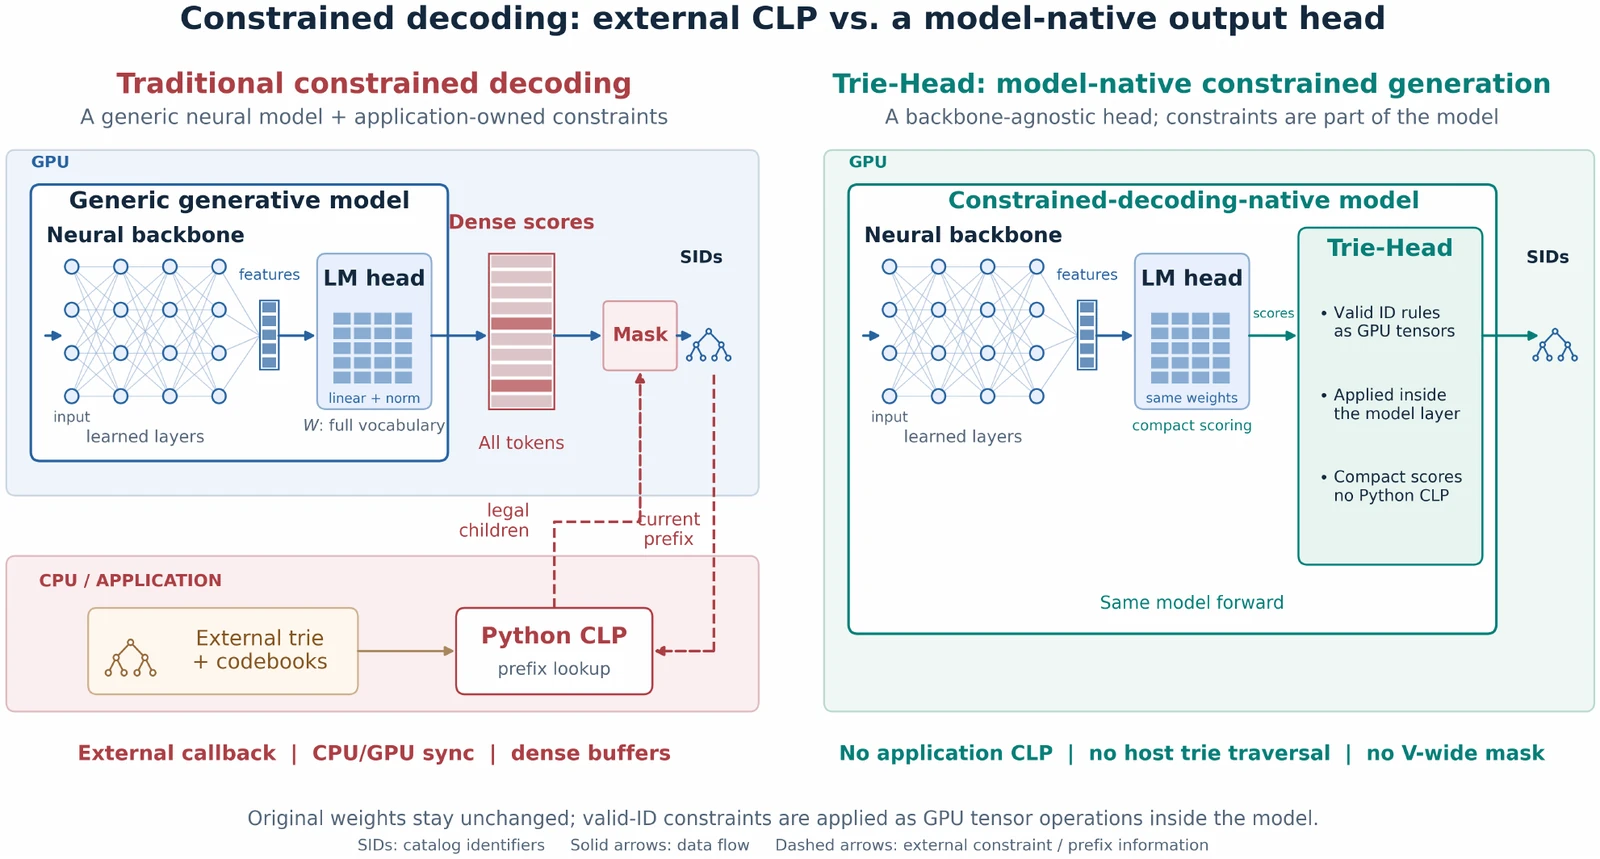 Constrained decoding: external CLP vs. a model-native output head
Traditional constrained decoding
A generic neural model + application-owned constraints
GPU
Generic generative model
Neural backbone
features
LM head
linear + norm
W: full vocabulary
input
learned layers
Dense scores
All tokens
Mask
SIDs
legal
children
current
prefix
CPU / APPLICATION
External trie
+ codebooks
Python CLP
prefix lookup
External callback | CPU/GPU sync | dense buffers
Trie-Head: model-native constrained generation
A backbone-agnostic head; constraints are part of the model
GPU
Constrained-decoding-native model
Neural backbone
features
LM head
same weights
compact scoring
input
learned layers
scores
Trie-Head
• Valid ID rules
as GPU tensors
• Applied inside
the model layer
• Compact scores
no Python CLP
SIDs
Same model forward
No application CLP | no host trie traversal | no V-wide mask
Original weights stay unchanged; valid-ID constraints are applied as GPU tensor operations inside the model.
SIDs: catalog identifiers Solid arrows: data flow Dashed arrows: external constraint / prefix information